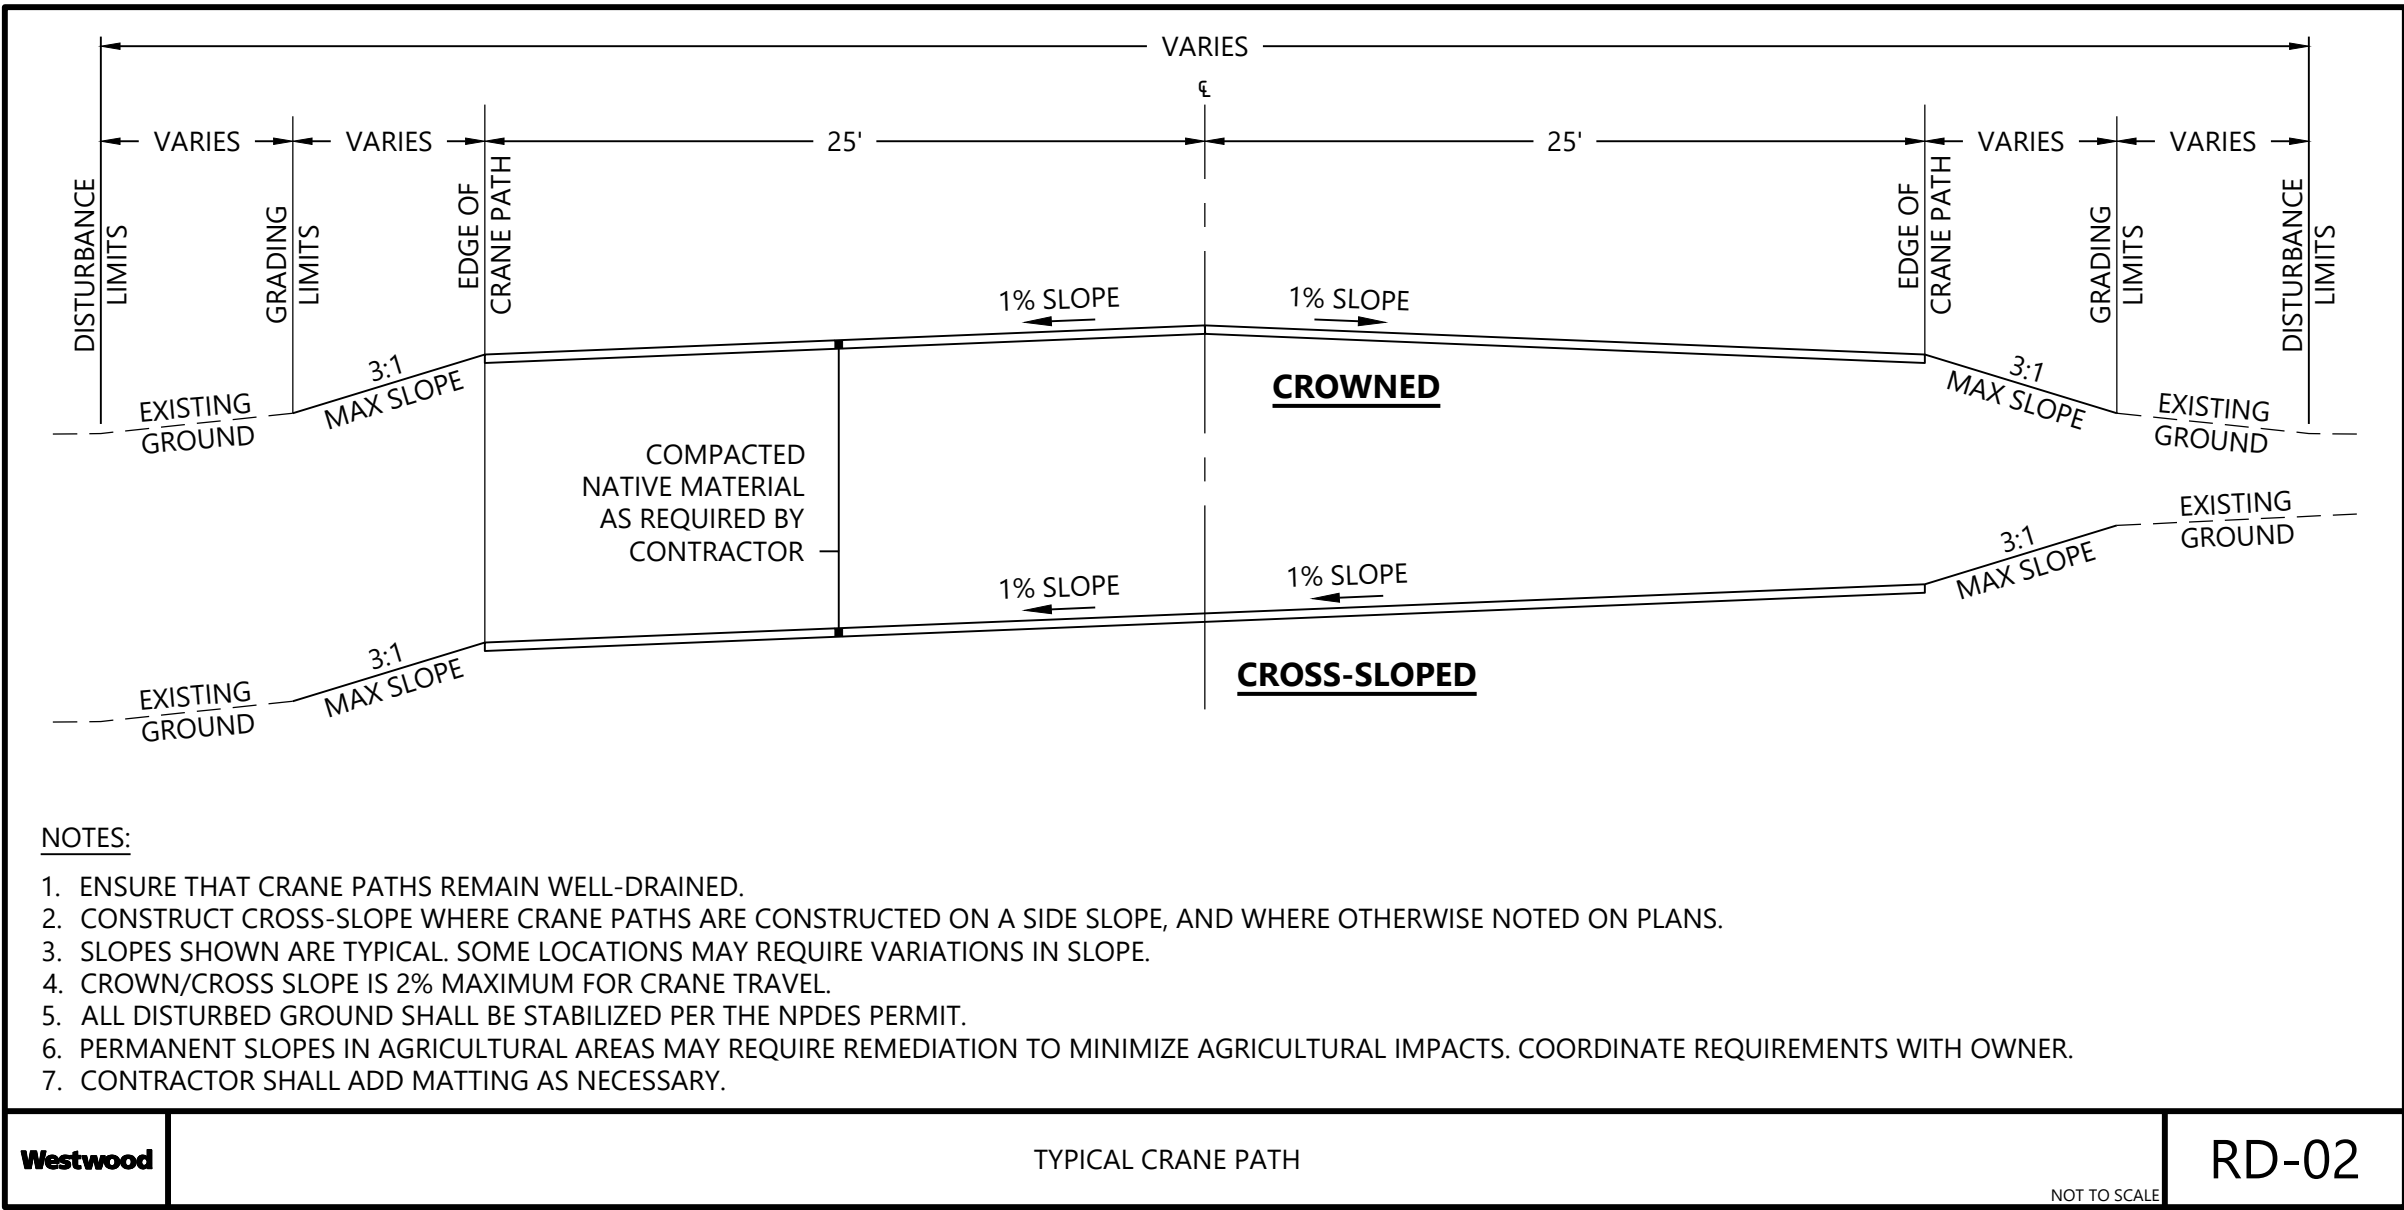 VARIES
℄
VARIES
VARIES
25'
25'
VARIES
VARIES
DISTURBANCE
LIMITS
GRADING
LIMITS
EDGE OF
CRANE PATH
EDGE OF
CRANE PATH
GRADING
LIMITS
DISTURBANCE
LIMITS
1% SLOPE
1% SLOPE
3:1
MAX SLOPE
CROWNED
3:1
MAX SLOPE
EXISTING
GROUND
EXISTING
GROUND
COMPACTED
NATIVE MATERIAL
AS REQUIRED BY
CONTRACTOR
EXISTING
GROUND
3:1
MAX SLOPE
1% SLOPE
1% SLOPE
3:1
MAX SLOPE
CROSS-SLOPED
EXISTING
GROUND
NOTES:
1. ENSURE THAT CRANE PATHS REMAIN WELL-DRAINED.
2. CONSTRUCT CROSS-SLOPE WHERE CRANE PATHS ARE CONSTRUCTED ON A SIDE SLOPE, AND WHERE OTHERWISE NOTED ON PLANS.
3. SLOPES SHOWN ARE TYPICAL. SOME LOCATIONS MAY REQUIRE VARIATIONS IN SLOPE.
4. CROWN/CROSS SLOPE IS 2% MAXIMUM FOR CRANE TRAVEL.
5. ALL DISTURBED GROUND SHALL BE STABILIZED PER THE NPDES PERMIT.
6. PERMANENT SLOPES IN AGRICULTURAL AREAS MAY REQUIRE REMEDIATION TO MINIMIZE AGRICULTURAL IMPACTS. COORDINATE REQUIREMENTS WITH OWNER.
7. CONTRACTOR SHALL ADD MATTING AS NECESSARY.
Westwood
TYPICAL CRANE PATH
NOT TO SCALE
RD-02